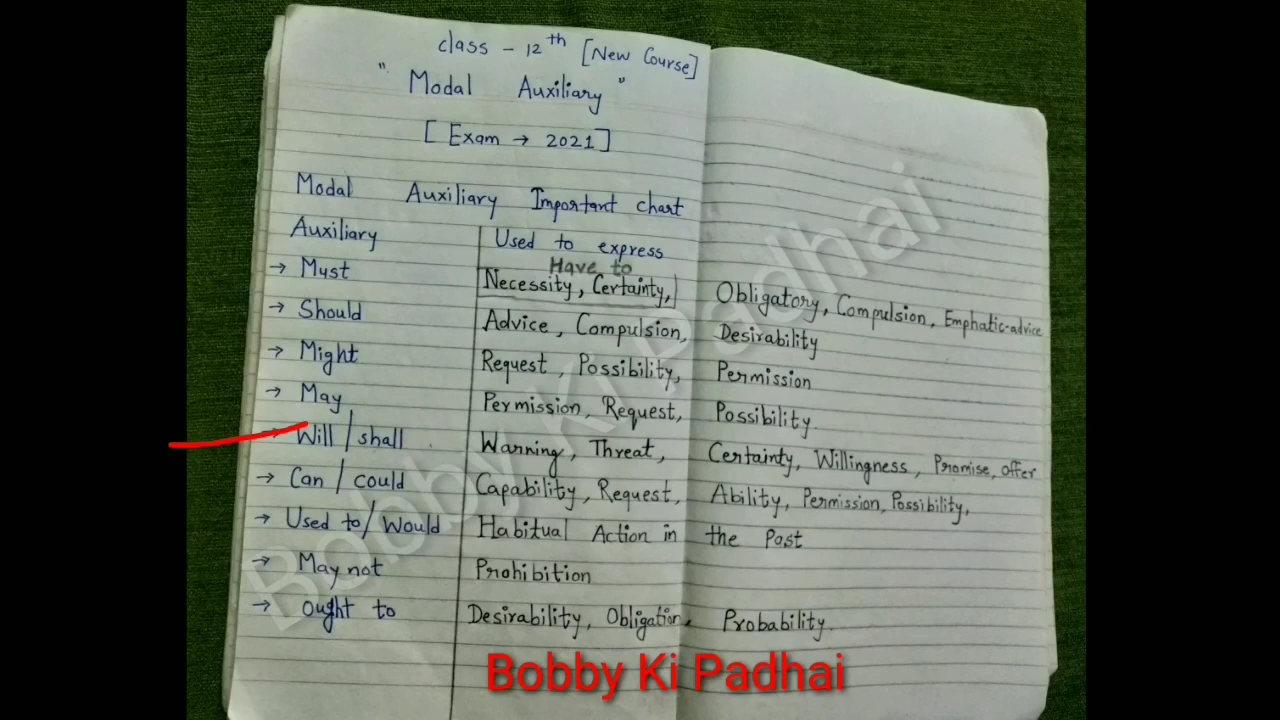 class - 12th [New Course]
" Modal Auxiliary "
[ Exam → 2021 ]
Modal Auxiliary Important chart
Auxiliary Used to express
Have to
→ Must Necessity, Certainty, Obligatory, Compulsion, Emphatic-advice
→ Should Advice, Compulsion, Desirability
→ Might Request, Possibility, Permission
→ May Permission, Request, Possibility
→ Will / shall Warning, Threat, Certainty, Willingness, Promise, offer
→ Can / could Capability, Request, Ability, Permission, Possibility,
→ Used to / Would Habitual Action in the Past
→ May not Prohibition
→ ought to Desirability, Obligation, Probability.
Bobby Ki Padhai
Bobby Ki Padhai